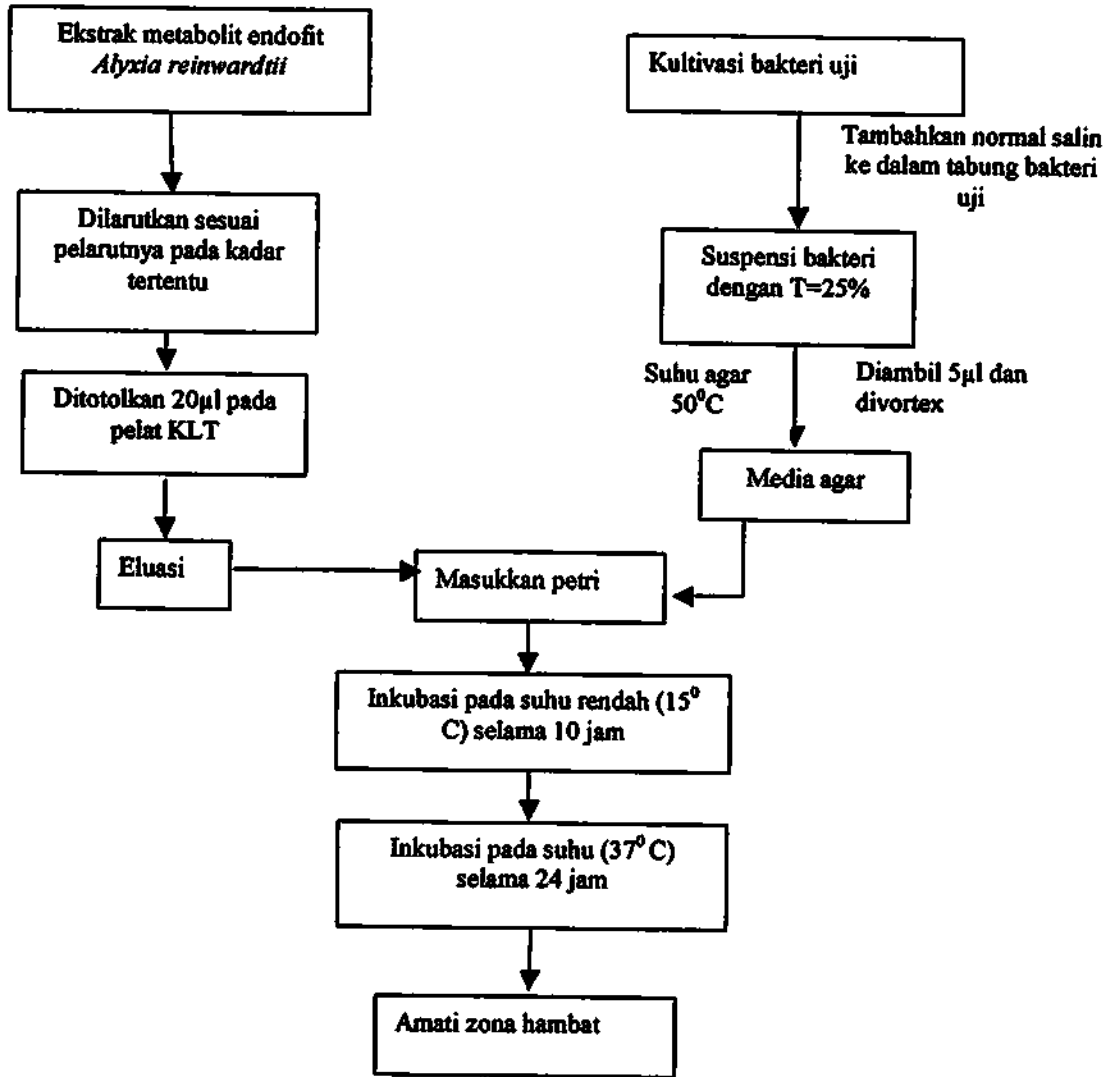 Ekstrak metabolit endofit
Alyxia reinwardtii
Dilarutkan sesuai
pelarutnya pada kadar
tertentu
Ditotolkan 20µl pada
pelat KLT
Eluasi
Kultivasi bakteri uji
Tambahkan normal salin
ke dalam tabung bakteri
uji
Suspensi bakteri
dengan T=25%
Suhu agar
50⁰C
Diambil 5µl dan
divortex
Media agar
Masukkan petri
Inkubasi pada suhu rendah (15⁰
C) selama 10 jam
Inkubasi pada suhu (37⁰ C)
selama 24 jam
Amati zona hambat